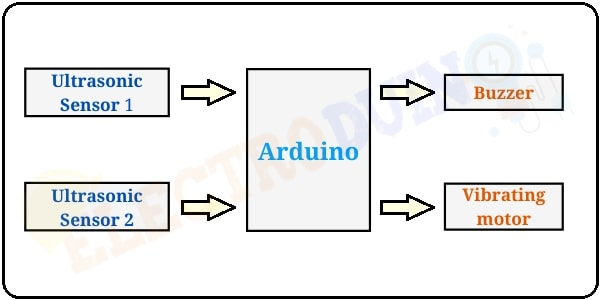 Ultrasonic
Sensor 1
Ultrasonic
Sensor 2
Arduino
Buzzer
Vibrating
motor
ELECTRODUINO